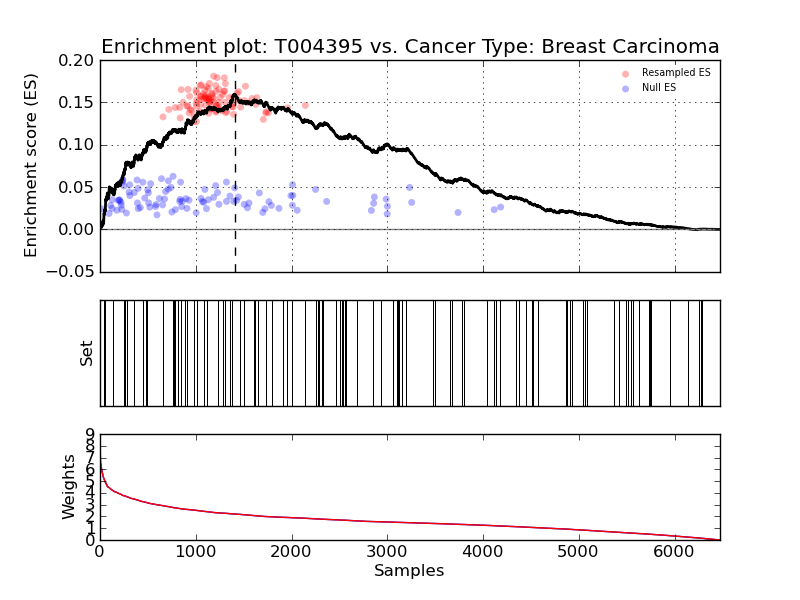 Enrichment plot: T004395 vs. Cancer Type: Breast Carcinoma
0.20
0.15
0.10
0.05
0.00
−0.05
Enrichment score (ES)
Resampled ES
Null ES
Set
9
8
7
6
5
4
3
2
1
0
Weights
0 1000 2000 3000 4000 5000 6000
Samples